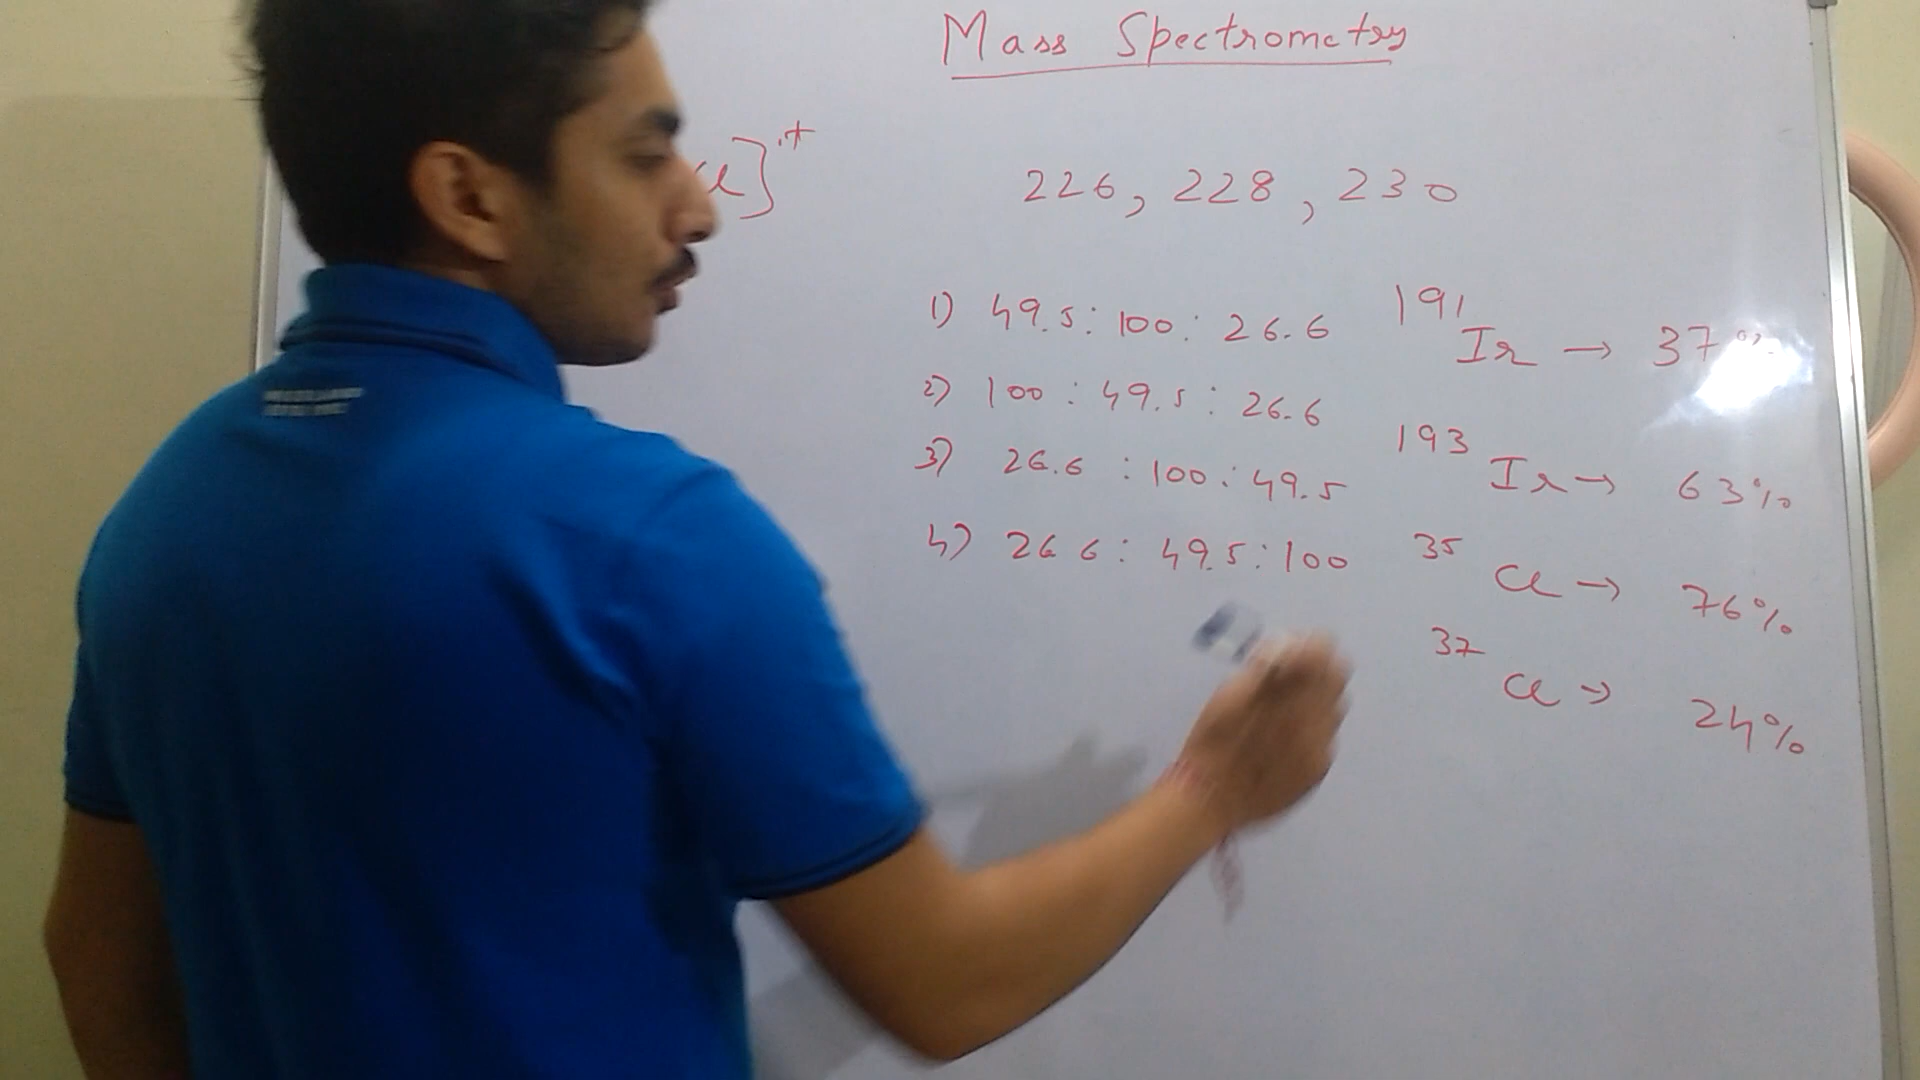 Mass Spectrometry
Cl]·+
226, 228, 230
1) 49.5 : 100 : 26.6
2) 100 : 49.5 : 26.6
3) 26.6 : 100 : 49.5
4) 26.6 : 49.5 : 100
191 Ir → 37%
193 Ir → 63%
35 Cl → 76%
37 Cl → 24%